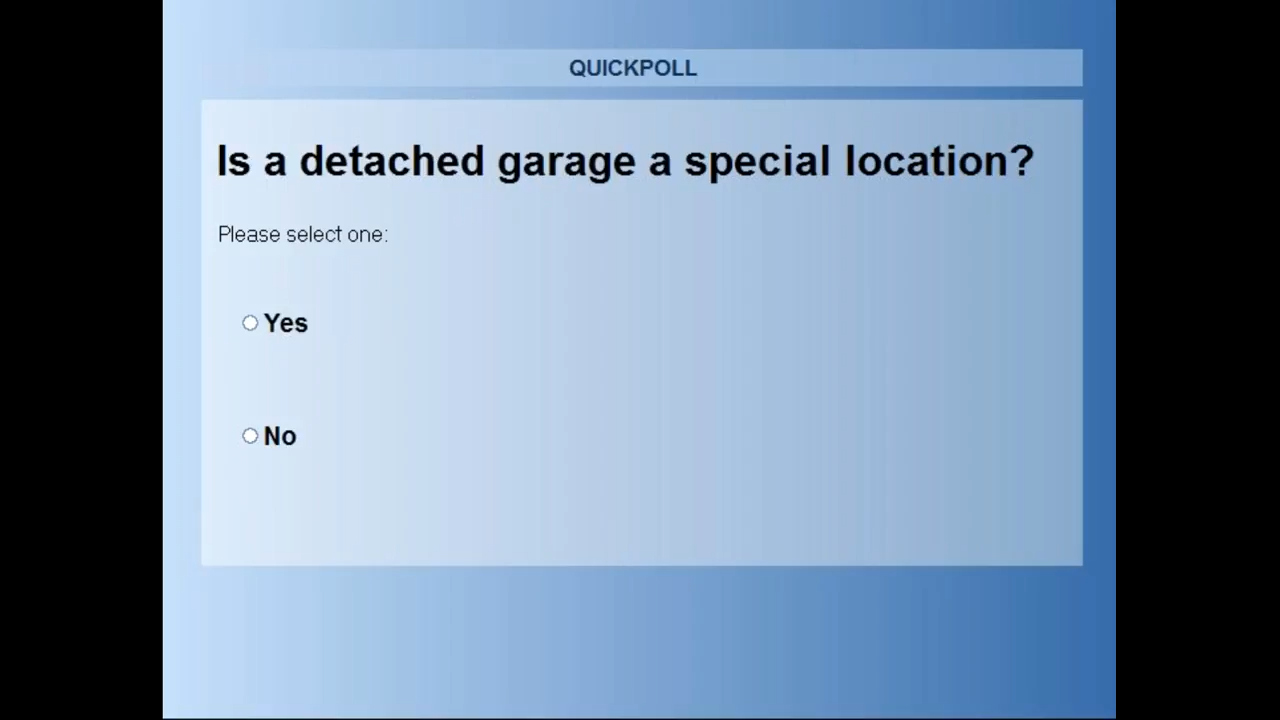 QUICKPOLL
Is a detached garage a special location?
Please select one:
Yes
No